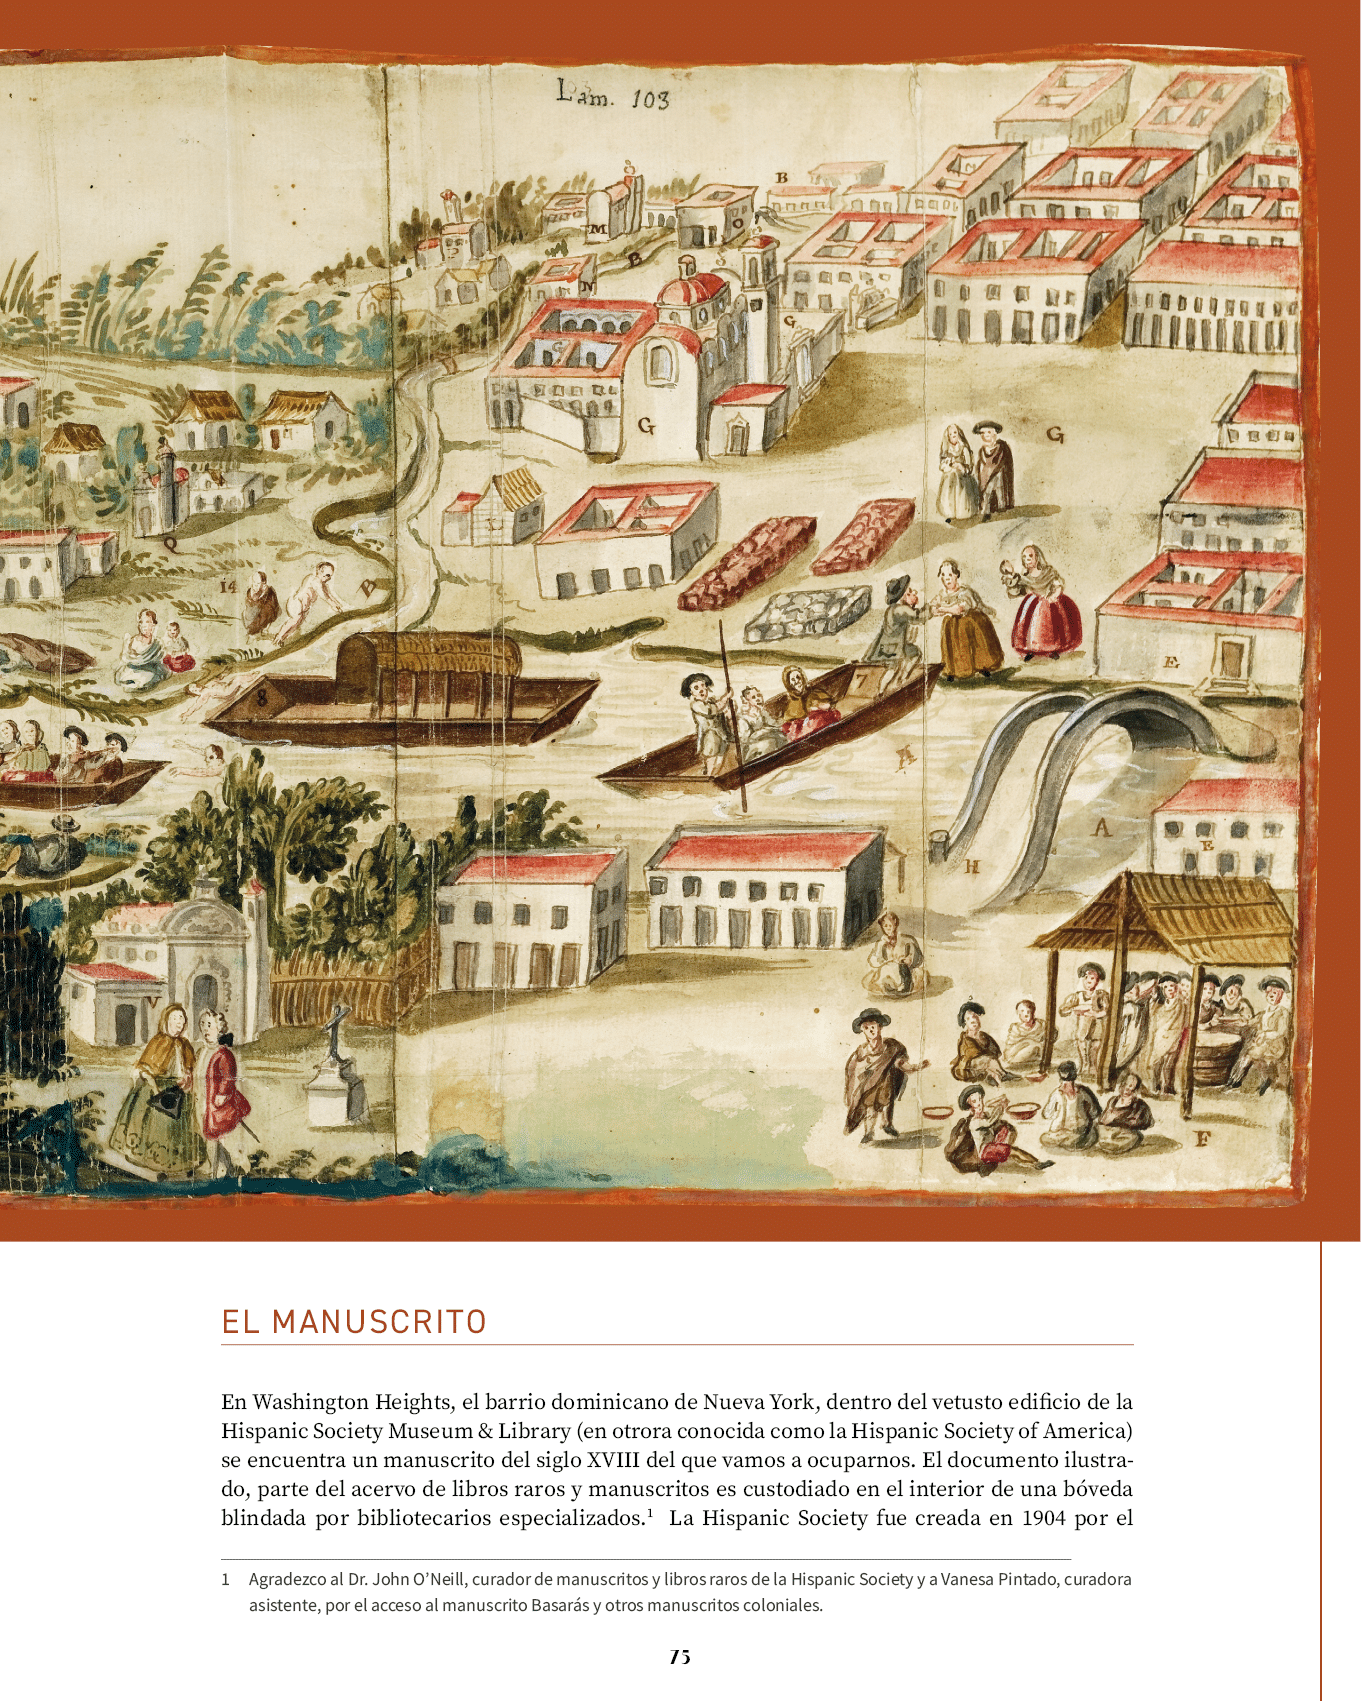 Lam. 103
B
M
O
B
N
G
G
G
G
L
Q
14
B
8
7
E
A
A
E
H
V
F
EL MANUSCRITO
En Washington Heights, el barrio dominicano de Nueva York, dentro del vetusto edificio de la
Hispanic Society Museum & Library (en otrora conocida como la Hispanic Society of America)
se encuentra un manuscrito del siglo XVIII del que vamos a ocuparnos. El documento ilustra-
do, parte del acervo de libros raros y manuscritos es custodiado en el interior de una bóveda
blindada por bibliotecarios especializados.¹ La Hispanic Society fue creada en 1904 por el
1 Agradezco al Dr. John O’Neill, curador de manuscritos y libros raros de la Hispanic Society y a Vanesa Pintado, curadora
asistente, por el acceso al manuscrito Basarás y otros manuscritos coloniales.
75